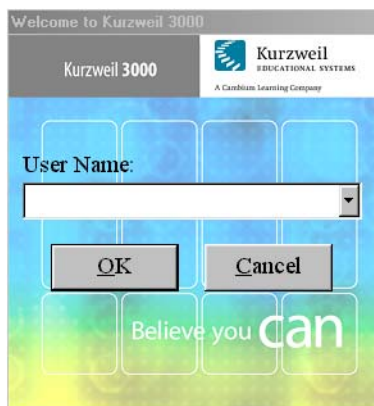 Welcome to Kurzweil 3000
Kurzweil 3000
Kurzweil
EDUCATIONAL SYSTEMS
A Cambium Learning Company
User Name:
OK
Cancel
Believe you can